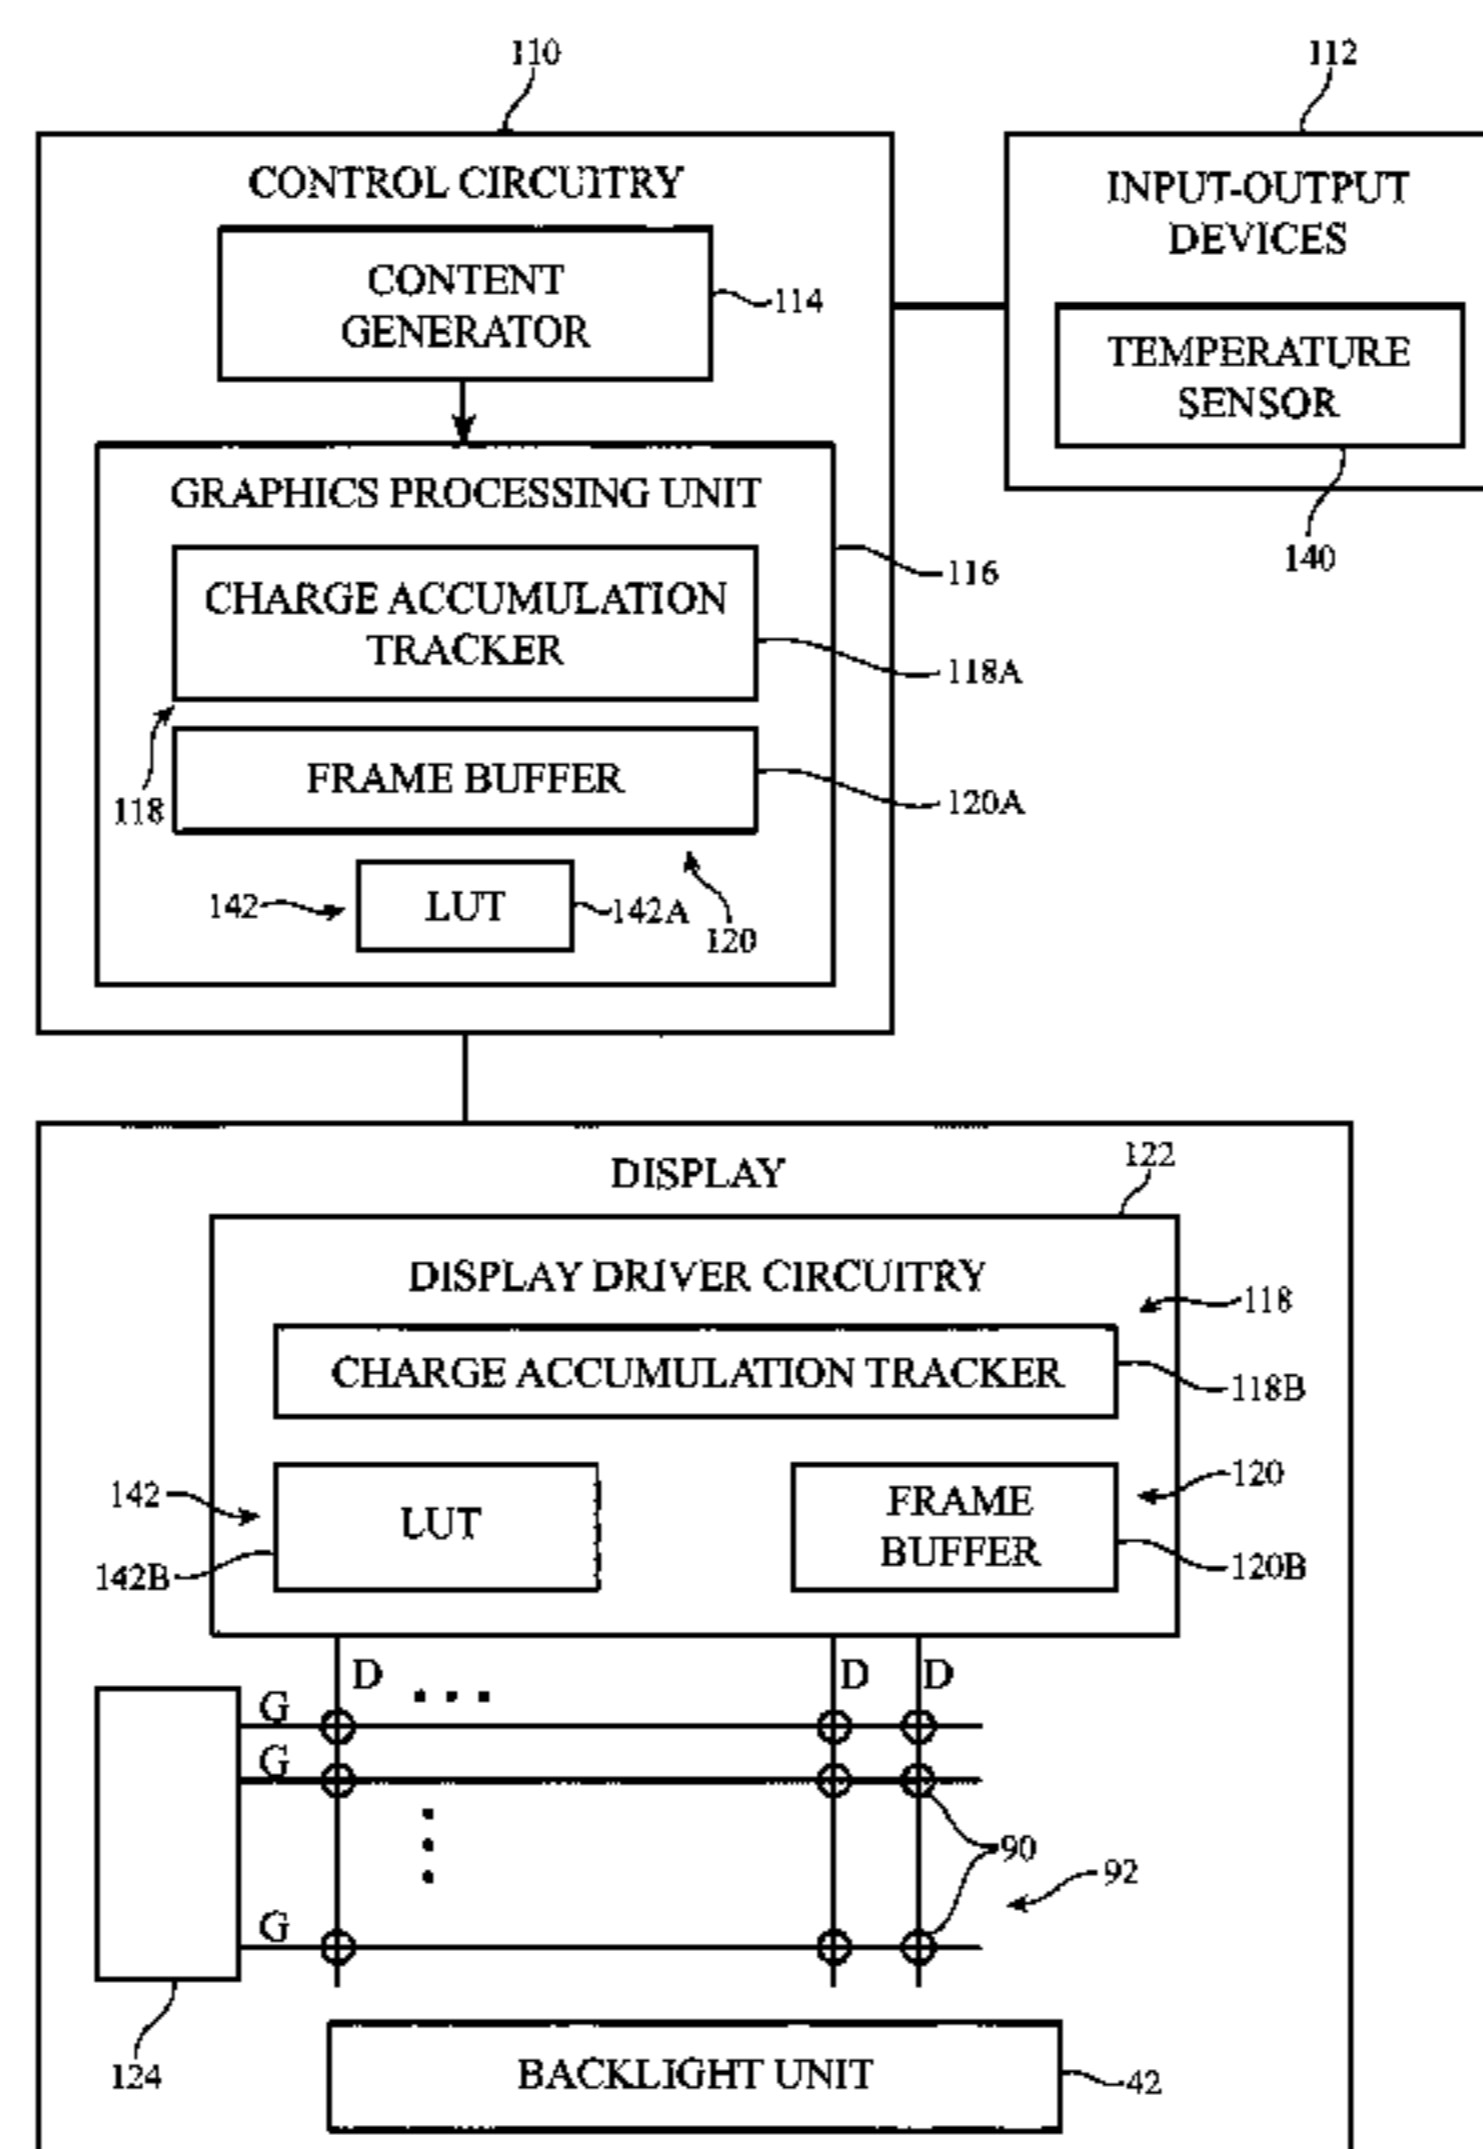 110
112
CONTROL CIRCUITRY
INPUT-OUTPUT
DEVICES
CONTENT
GENERATOR
114
TEMPERATURE
SENSOR
140
GRAPHICS PROCESSING UNIT
116
CHARGE ACCUMULATION
TRACKER
118A
118
FRAME BUFFER
120A
142
LUT
142A
120
DISPLAY
122
DISPLAY DRIVER CIRCUITRY
118
CHARGE ACCUMULATION TRACKER
118B
142
LUT
142B
FRAME
BUFFER
120
120B
D
D
D
G
G
G
90
92
124
BACKLIGHT UNIT
42